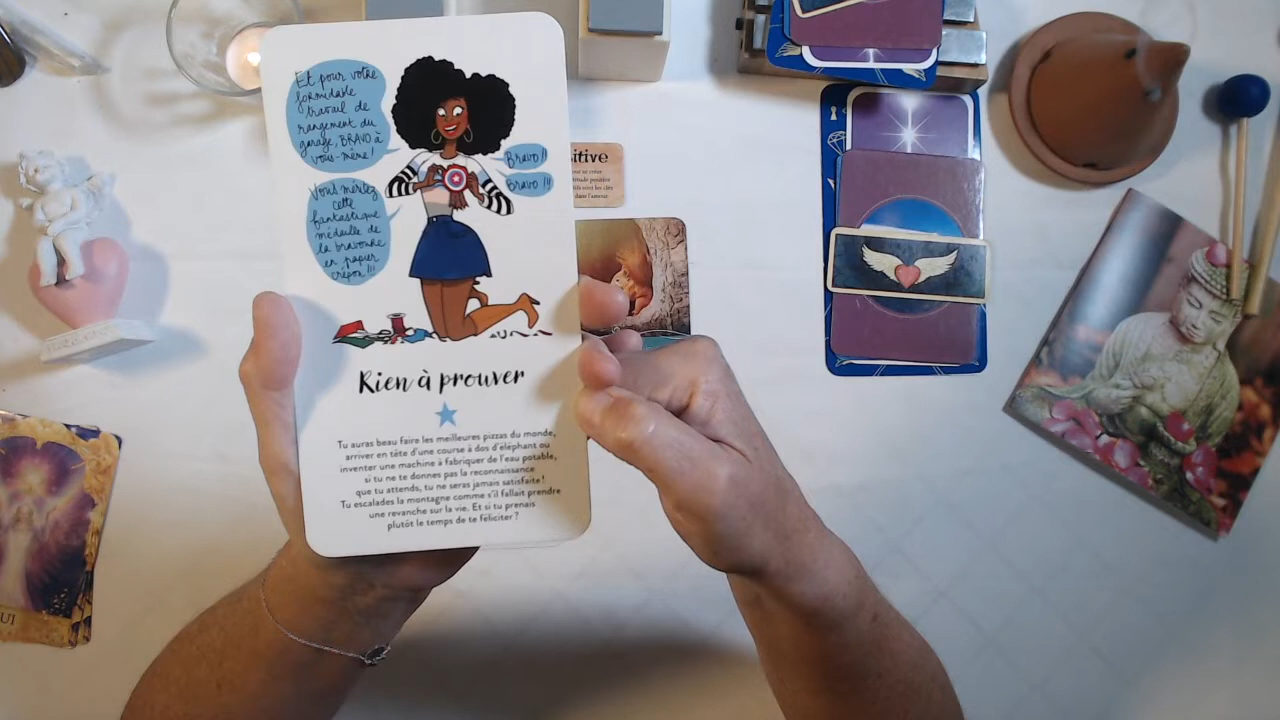 Et pour votre
formidable
travail de
rangement du
garage, BRAVO à
vous-même!
Bravo!!
Bravo !!!
Vous méritez
cette
fantastique
médaille de
la bravoure
en papier
crépon!!!
Rien à prouver
Tu auras beau faire les meilleures pizzas du monde,
arriver en tête d'une course à dos d'éléphant ou
inventer une machine à fabriquer de l'eau potable,
si tu ne te donnes pas la reconnaissance
que tu attends, tu ne seras jamais satisfaite !
Tu escalades la montagne comme s'il fallait prendre
une revanche sur la vie. Et si tu prenais
plutôt le temps de te féliciter ?
sitive
dans l'amour
UI